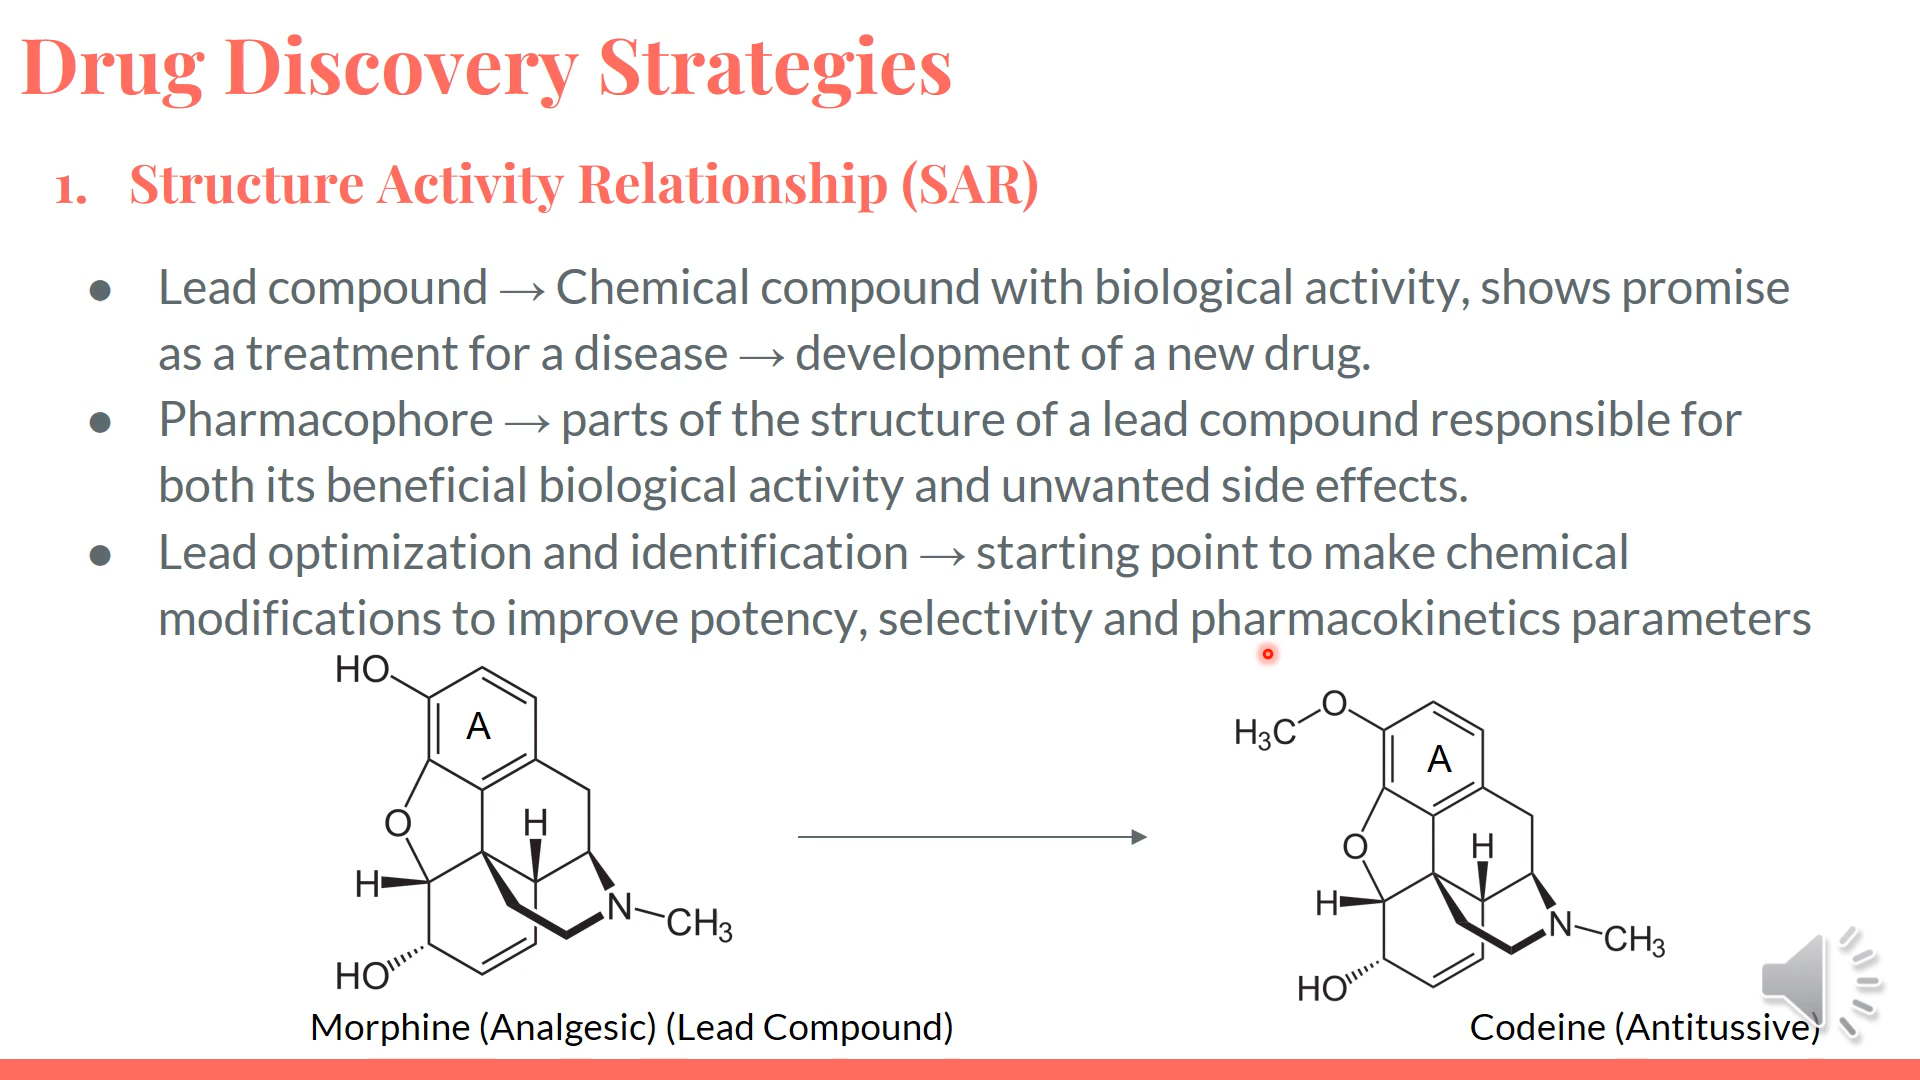 Drug Discovery Strategies
1. Structure Activity Relationship (SAR)
● Lead compound → Chemical compound with biological activity, shows promise
as a treatment for a disease → development of a new drug.
● Pharmacophore → parts of the structure of a lead compound responsible for
both its beneficial biological activity and unwanted side effects.
● Lead optimization and identification → starting point to make chemical
modifications to improve potency, selectivity and pharmacokinetics parameters
HO
A
O
H
H
N
CH₃
HO
Morphine (Analgesic) (Lead Compound)
O
H₃C
A
O
H
H
N
CH₃
HO
Codeine (Antitussive)